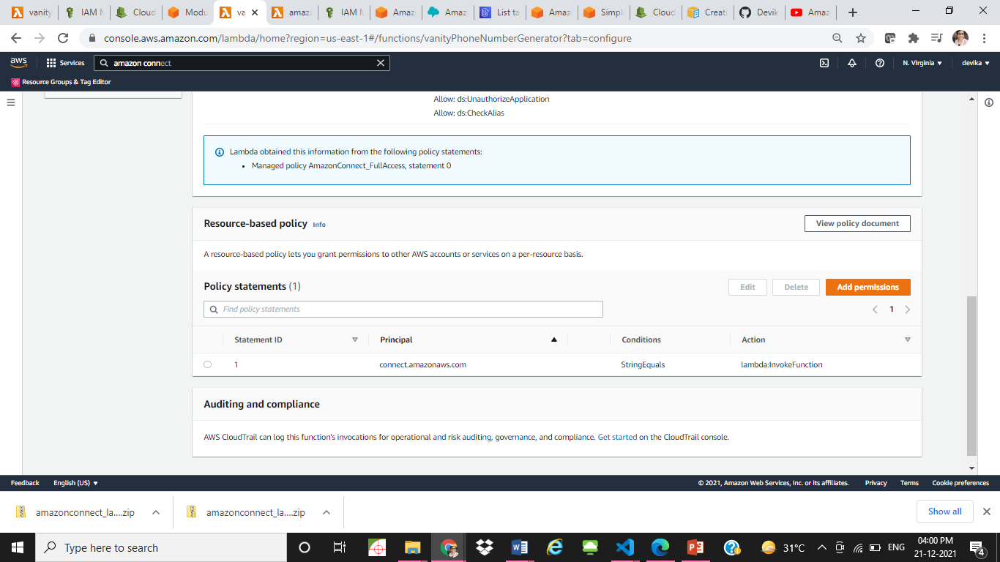 vanity
IAM M
Cloud
Modu
va
amazo
IAM M
Amaz
Amaz
List ta
Amaz
Simpl
Cloud
Creati
Devik
Amaz
console.aws.amazon.com/lambda/home?region=us-east-1#/functions/vanityPhoneNumberGenerator?tab=configure
aws Services amazon connect N. Virginia ▼ devika ▼
Resource Groups & Tag Editor
Allow: ds:UnauthorizeApplication
Allow: ds:CheckAlias
Lambda obtained this information from the following policy statements:
• Managed policy AmazonConnect_FullAccess, statement 0
Resource-based policy Info View policy document
A resource-based policy lets you grant permissions to other AWS accounts or services on a per-resource basis.
Policy statements (1) Edit Delete Add permissions
Find policy statements 1
Statement ID Principal Conditions Action
1 connect.amazonaws.com StringEquals lambda:InvokeFunction
Auditing and compliance
AWS CloudTrail can log this function's invocations for operational and risk auditing, governance, and compliance. Get started on the CloudTrail console.
Feedback English (US) ▼ © 2021, Amazon Web Services, Inc. or its affiliates. Privacy Terms Cookie preferences
amazonconnect_la....zip amazonconnect_la....zip Show all
Type here to search 31°C ENG 04:00 PM
21-12-2021 4